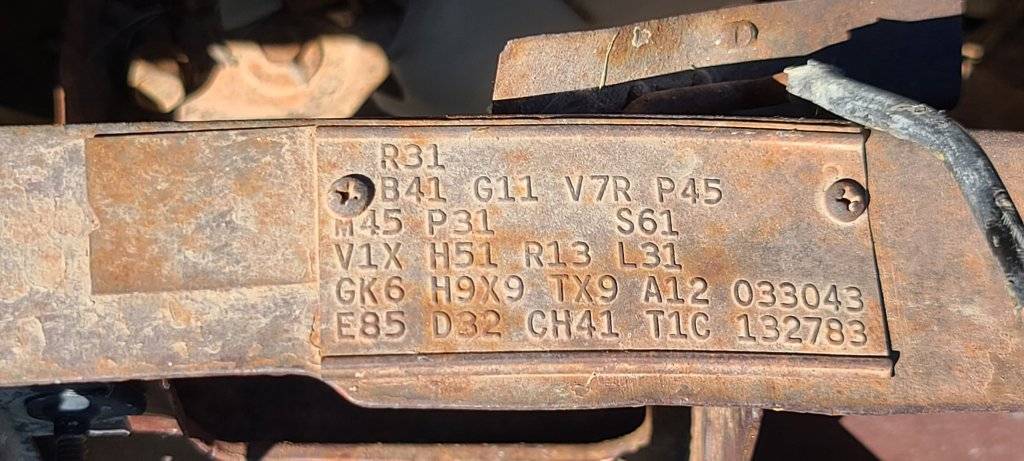 D
R31
B41 G11 V7R P45
M45 P31 S61
V1X H51 R13 L31
GK6 H9X9 TX9 A12 033043
E85 D32 CH41 T1C 132783